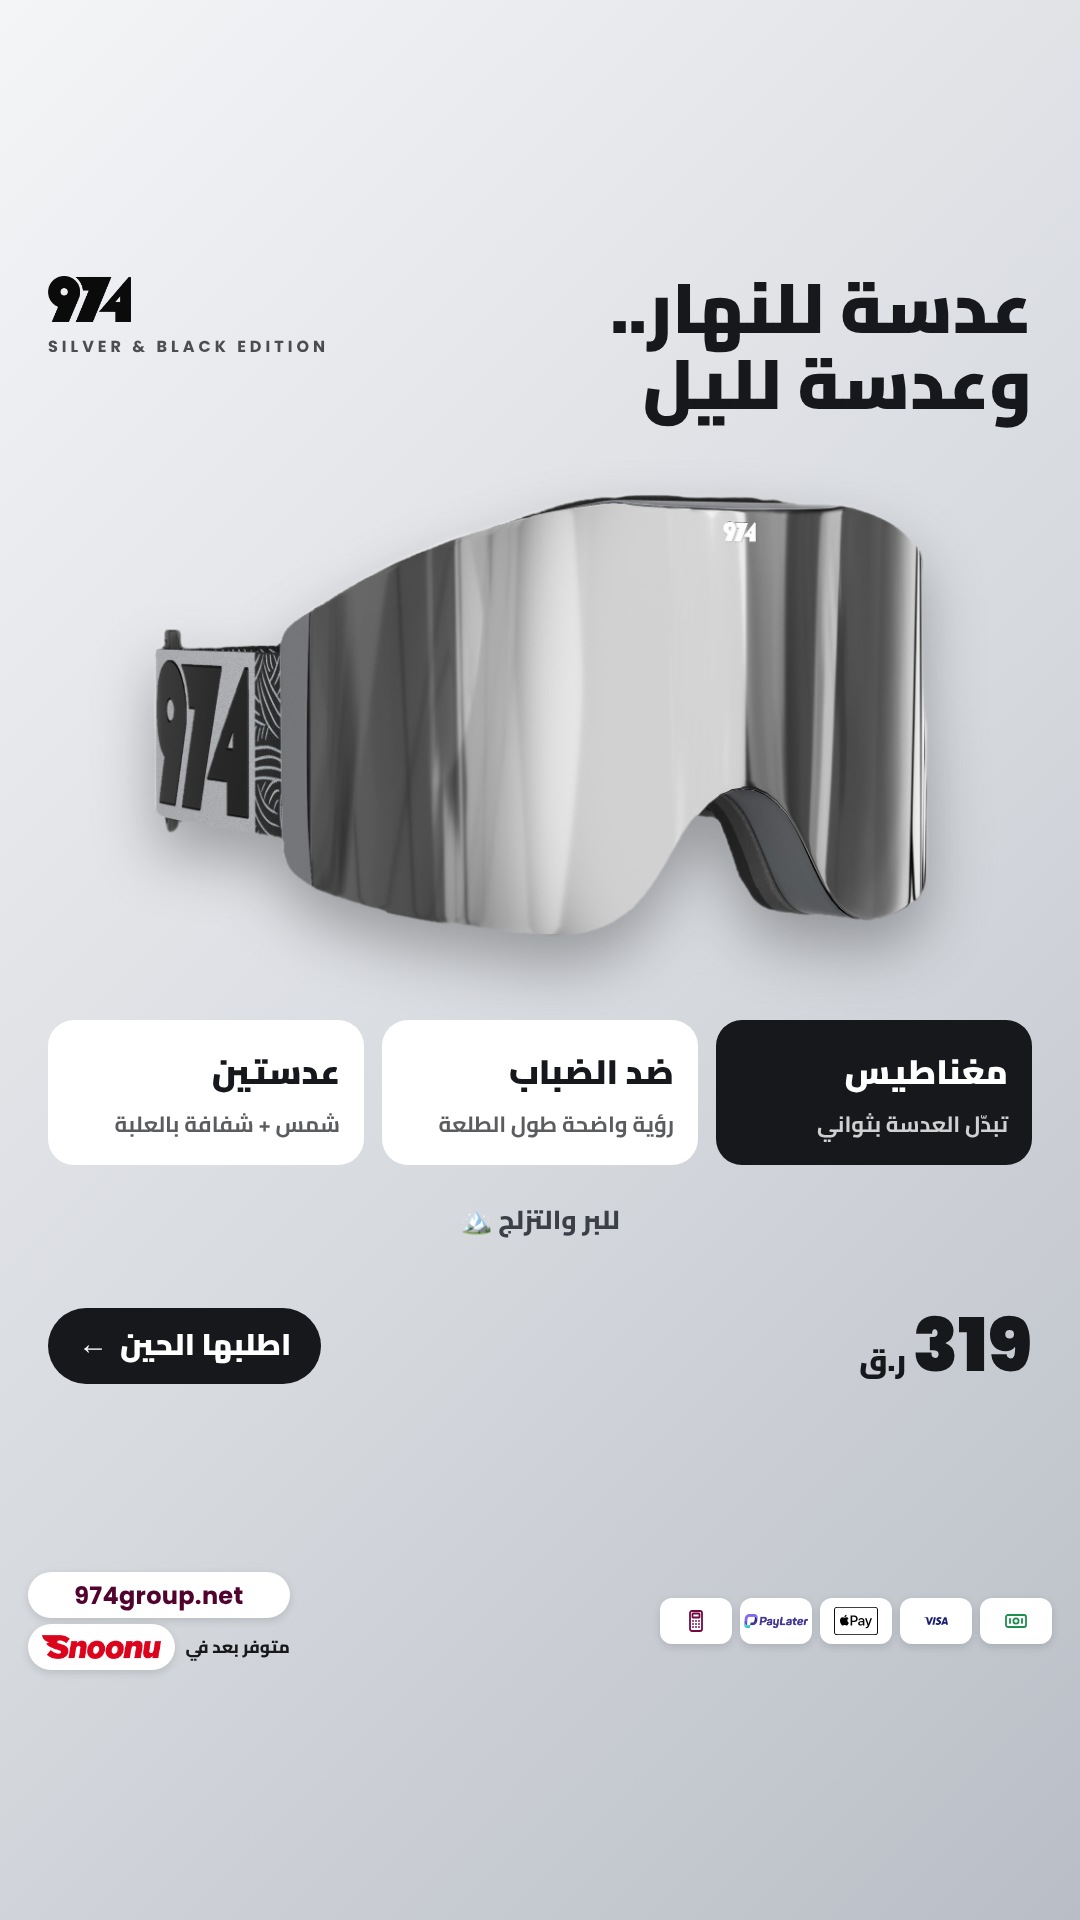 974
SILVER & BLACK EDITION
عدسة للنهار..
وعدسة لليل
974
974
مغناطيس
تبدّل العدسة بثواني
ضد الضباب
رؤية واضحة طول الطلعة
عدستين
شمس + شفافة بالعلبة
للبر والتزلج 🏔️
319 ر.ق
اطلبها الحين ←
974group.net
متوفر بعد في Snoonu
PayLater
Pay
VISA